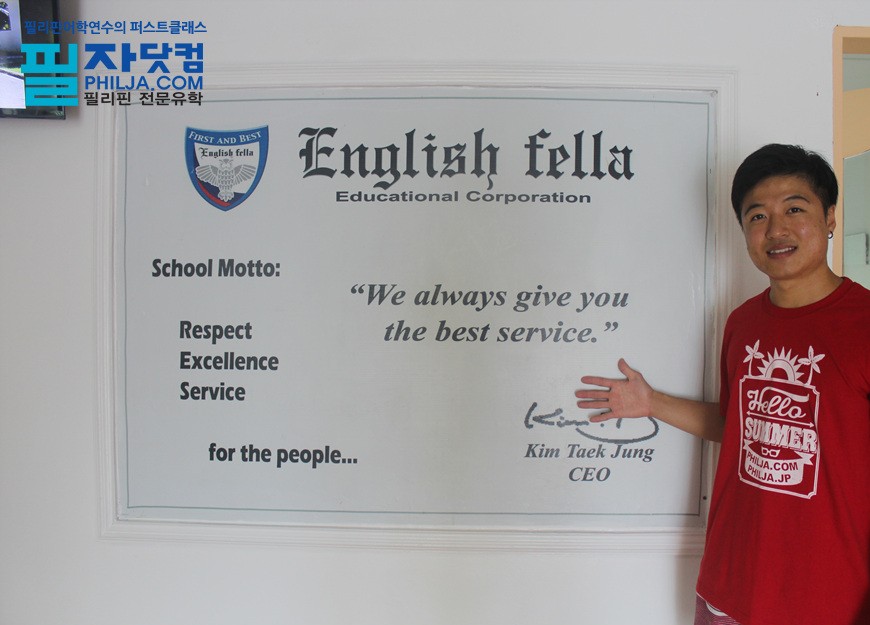 필리핀어학연수의 퍼스트클래스
필자닷컴
PHILJA.COM
필리핀 전문유학
FIRST AND BEST
English fella
English fella
Educational Corporation
School Motto:
“We always give you
the best service.”
Respect
Excellence
Service
for the people...
Kim Taek Jung
CEO
Hello
SUMMER
PHILJA.COM
PHILJA.JP